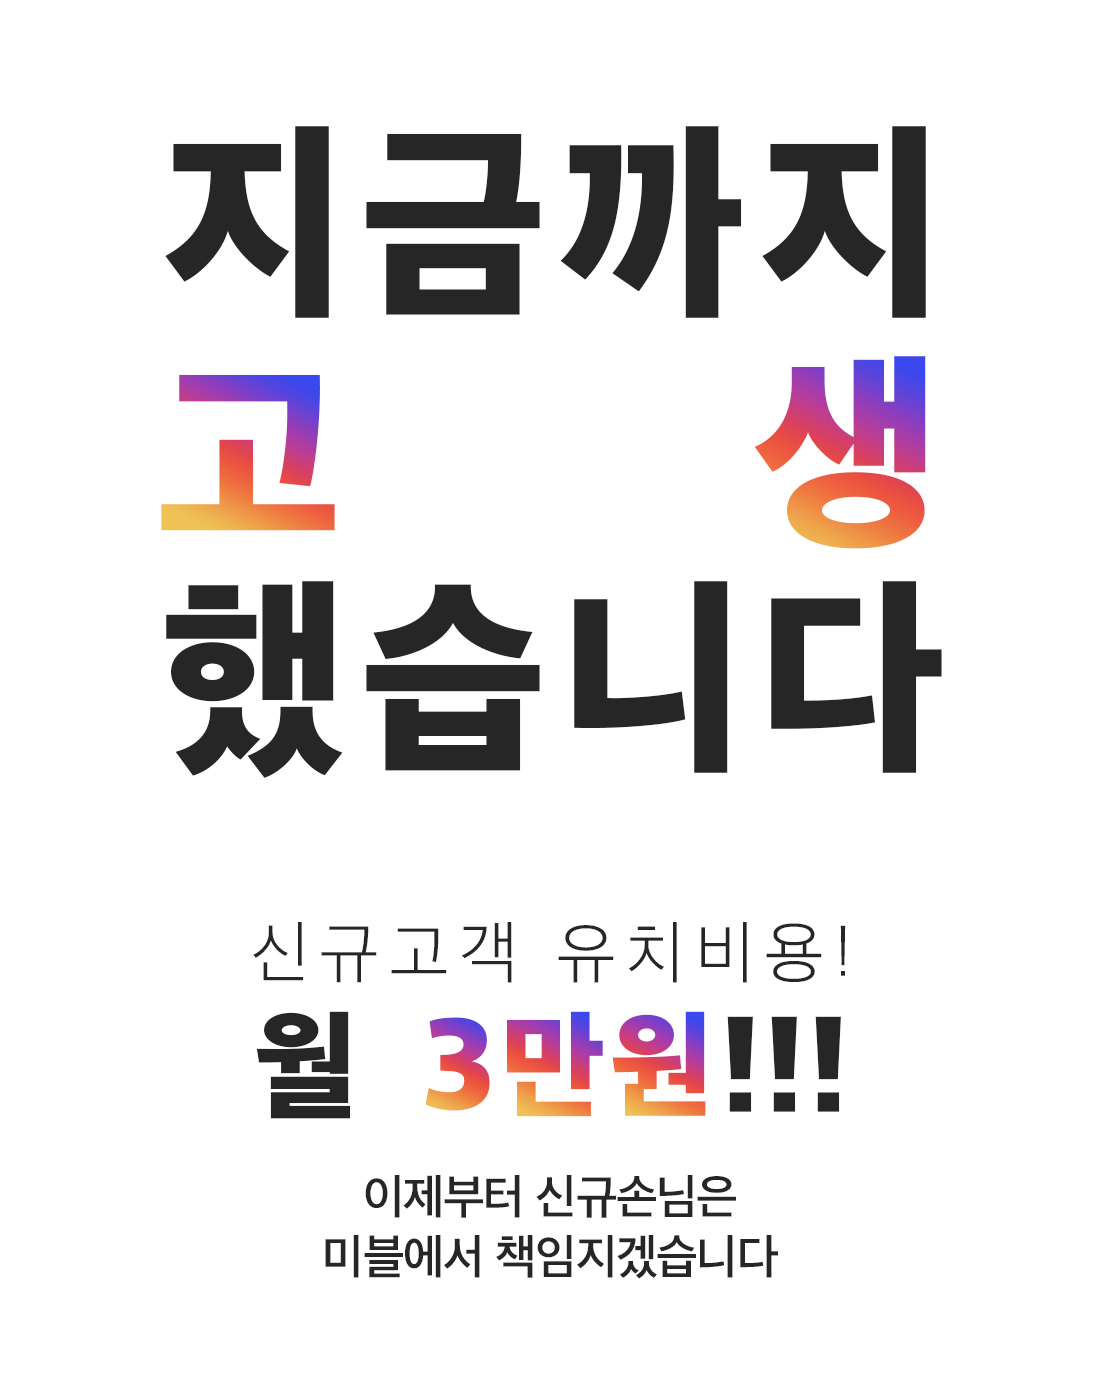 지금까지
고 생
했습니다
신규고객 유치비용!
월 3만원!!!
이제부터 신규손님은
미블에서 책임지겠습니다